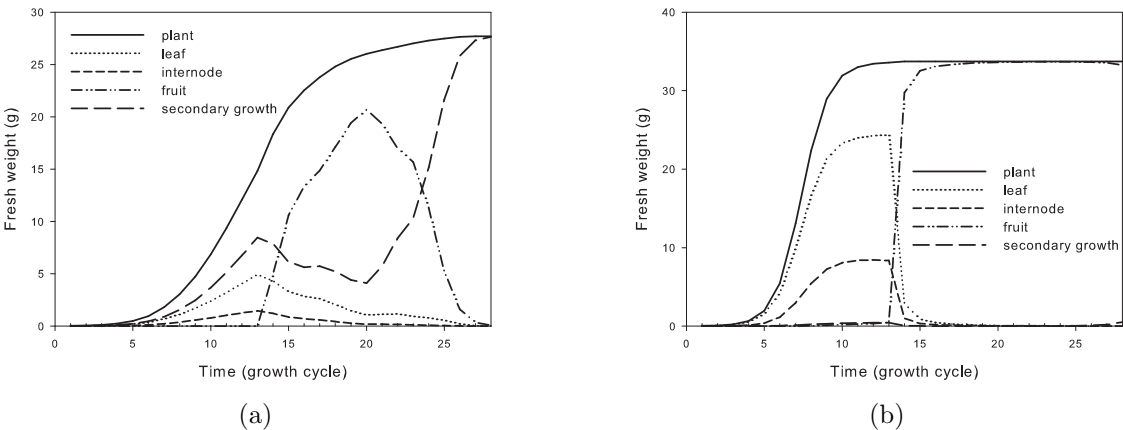 30
25
20
15
10
5
0
Fresh weight (g)
plant
leaf
internode
fruit
secondary growth
0 5 10 15 20 25
Time (growth cycle)
(a)
40
30
20
10
0
Fresh weight (g)
plant
leaf
internode
fruit
secondary growth
0 5 10 15 20 25
Time (growth cycle)
(b)